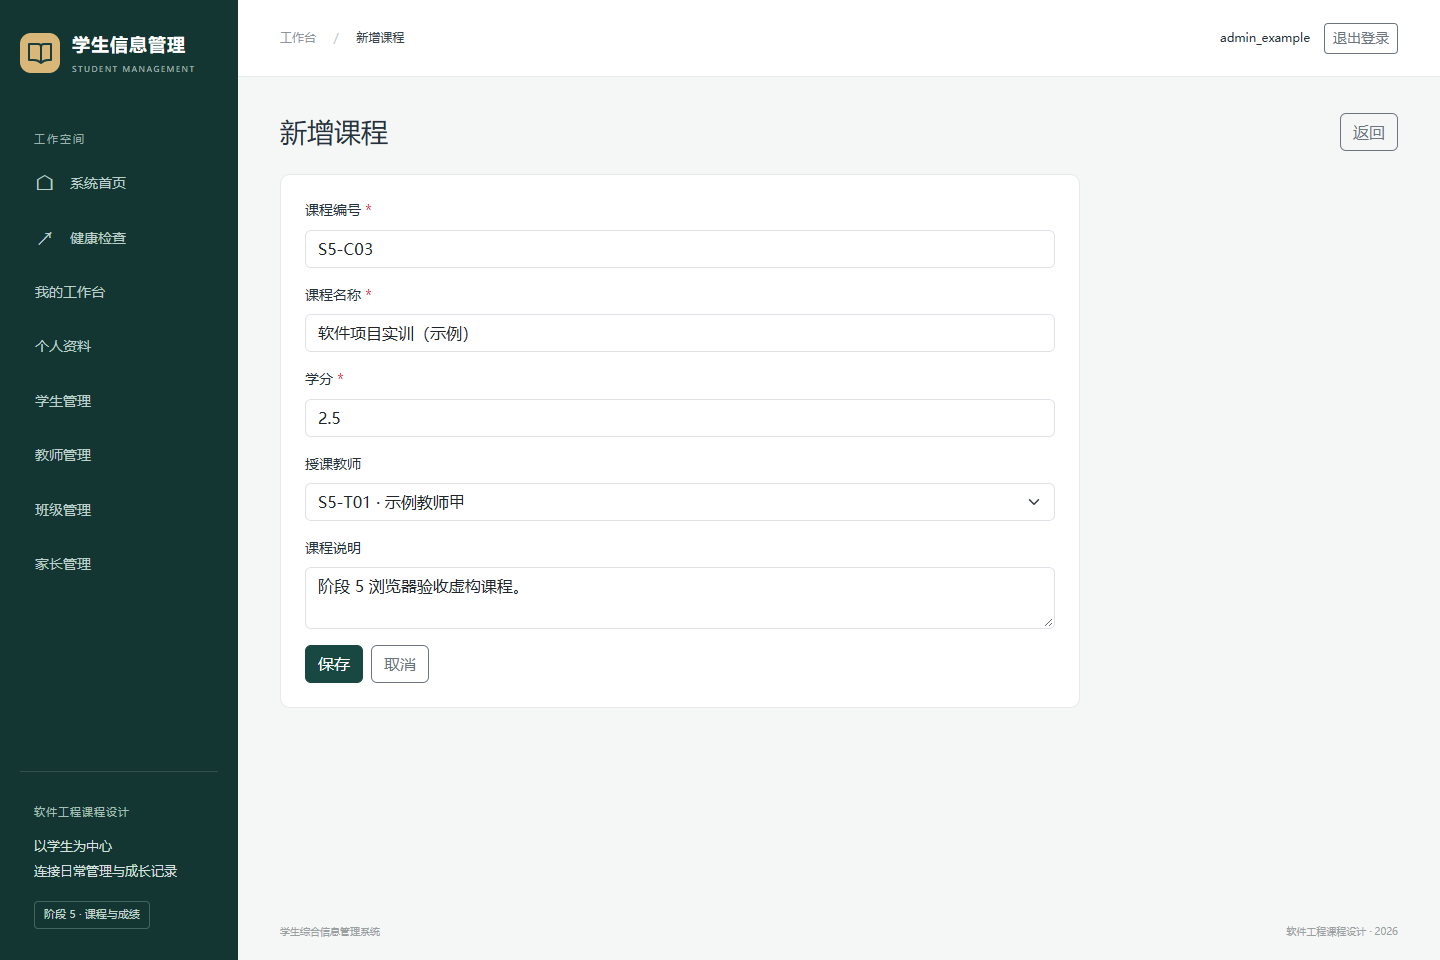 学生信息管理
STUDENT MANAGEMENT
工作空间
系统首页
健康检查
我的工作台
个人资料
学生管理
教师管理
班级管理
家长管理
软件工程课程设计
以学生为中心
连接日常管理与成长记录
阶段 5 · 课程与成绩
工作台 / 新增课程
admin_example
退出登录
新增课程
返回
课程编号 *
S5-C03
课程名称 *
软件项目实训（示例）
学分 *
2.5
授课教师
S5-T01 · 示例教师甲
课程说明
阶段 5 浏览器验收虚构课程。
保存
取消
学生综合信息管理系统
软件工程课程设计 · 2026